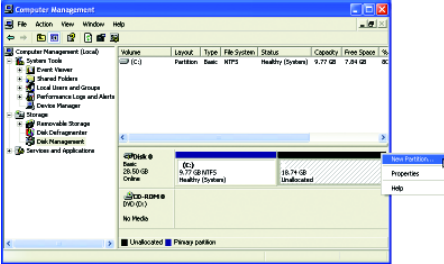 Computer Management
File Action View Window Help
Computer Management (Local)
System Tools
Event Viewer
Shared Folders
Local Users and Groups
Performance Logs and Alerts
Device Manager
Storage
Removable Storage
Disk Defragmenter
Disk Management
Services and Applications
Volume Layout Type File System Status Capacity Free Space %
(C:) Partition Basic NTFS Healthy (System) 9.77 GB 7.84 GB 80
Disk 0
Basic
28.50 GB
Online
(C:)
9.77 GB NTFS
Healthy (System)
18.74 GB
Unallocated
New Partition...
Properties
Help
CD-ROM 0
DVD (D:)
No Media
Unallocated Primary partition